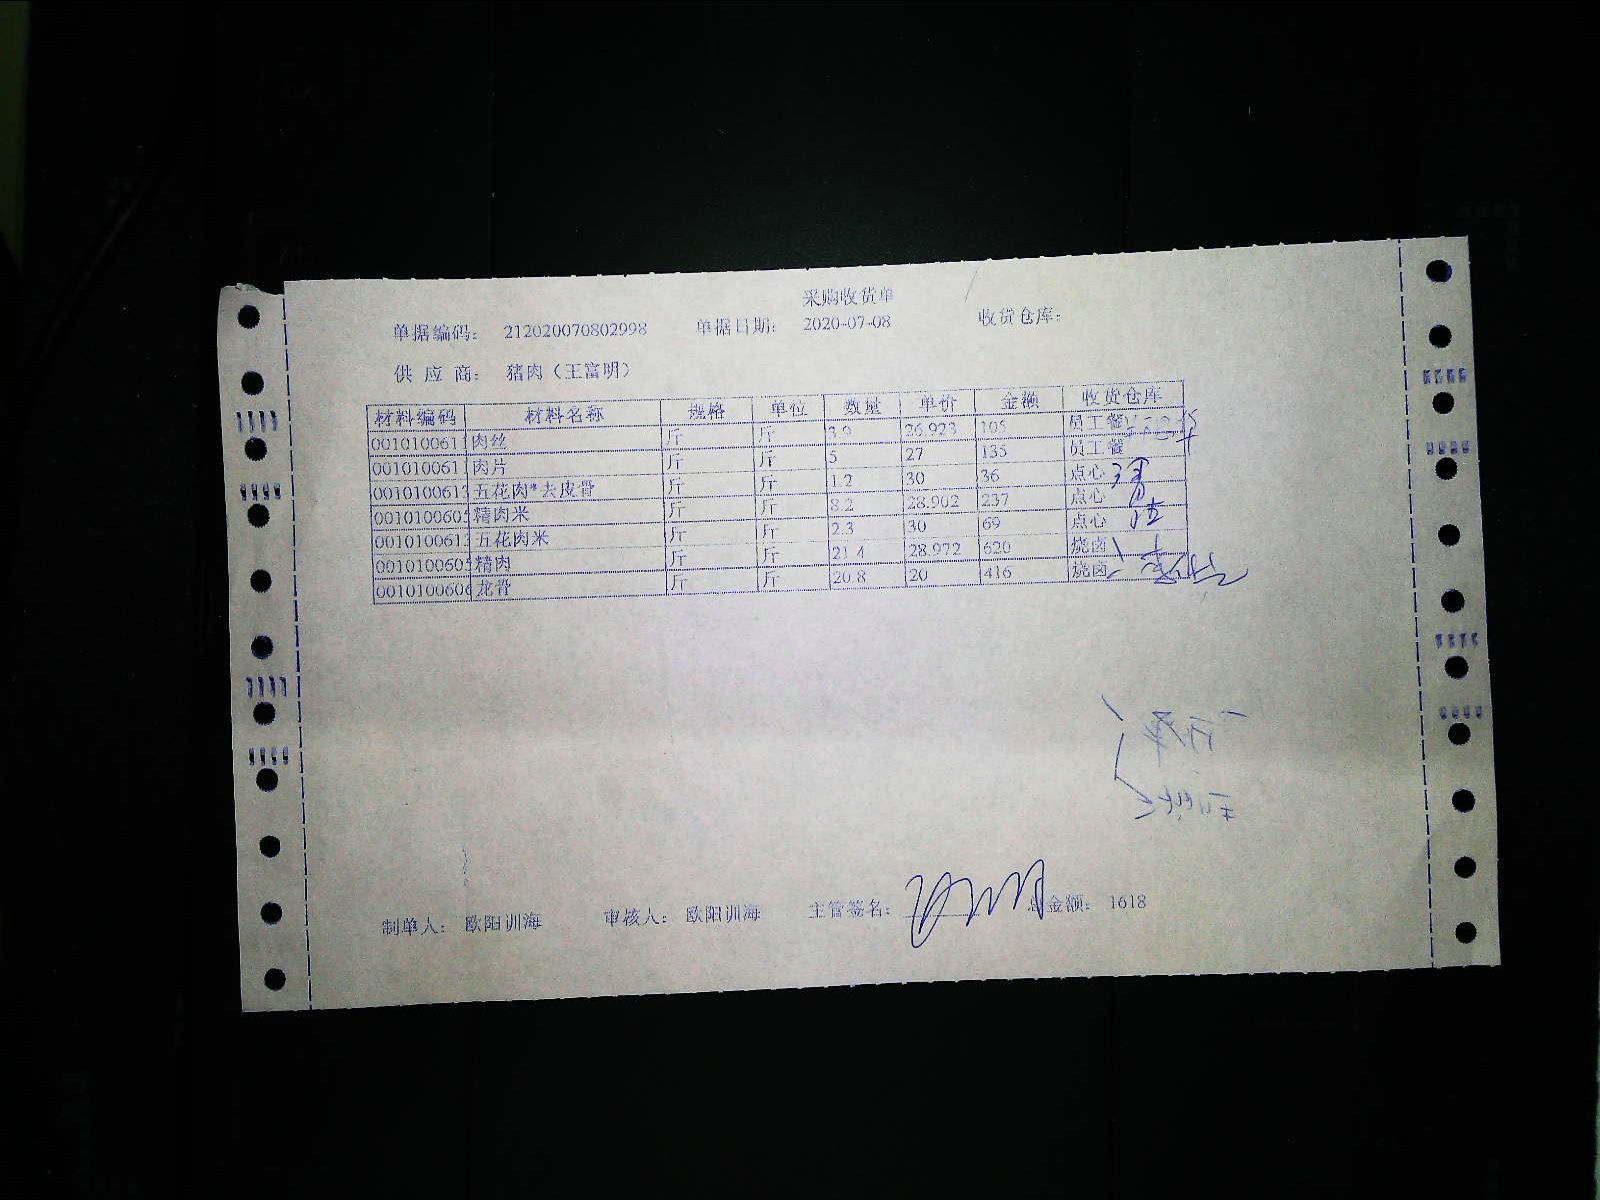 采购收货单
单据编码： 212020070802998 单据日期： 2020-07-08 收货仓库：
供 应 商： 猪肉（王富明）
材料编码 材料名称 规格 单位 数量 单价 金额 收货仓库
001010061 肉丝 斤 斤 3.9 26.923 105 员工餐
001010061 肉片 斤 斤 5 27 135 员工餐
001010061 五花肉*去皮骨 斤 斤 1.2 30 36 点心
001010060 精肉米 斤 斤 8.2 28.902 237 点心
001010061 五花肉米 斤 斤 2.3 30 69 点心
001010060 精肉 斤 斤 21.4 28.972 620 烧卤
001010060 龙骨 斤 斤 20.8 20 416 烧卤
制单人： 欧阳训海 审核人： 欧阳训海 主管签名： 总金额： 1618